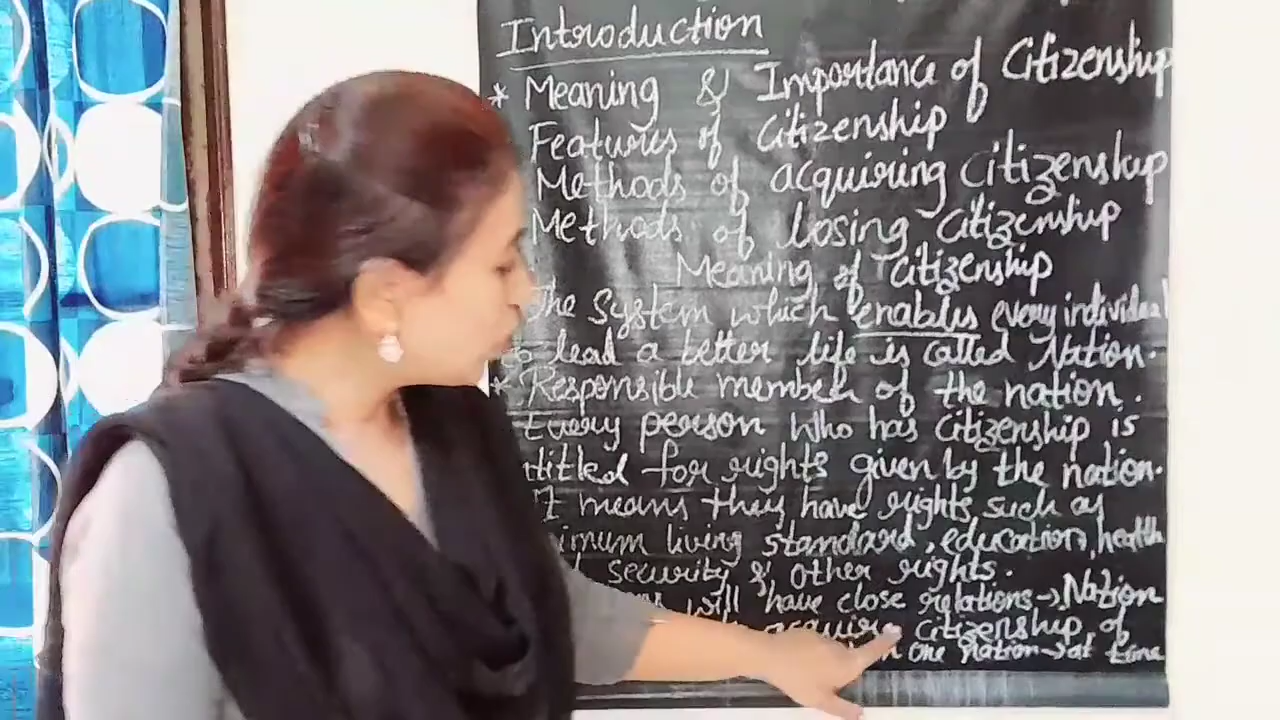 Introduction
* Meaning & Importance of Citizenship
Features of Citizenship
Methods of acquiring Citizenship
Methods of losing Citizenship
Meaning of Citizenship
The System which enables every individual
to lead a better life is called Nation.
* Responsible member of the nation.
Every person who has citizenship is
titled for rights given by the nation.
It means they have rights such as
imum living standard, education, health
security & other rights.
will have close relations → Nation
acquire citizenship of
one nation → at time